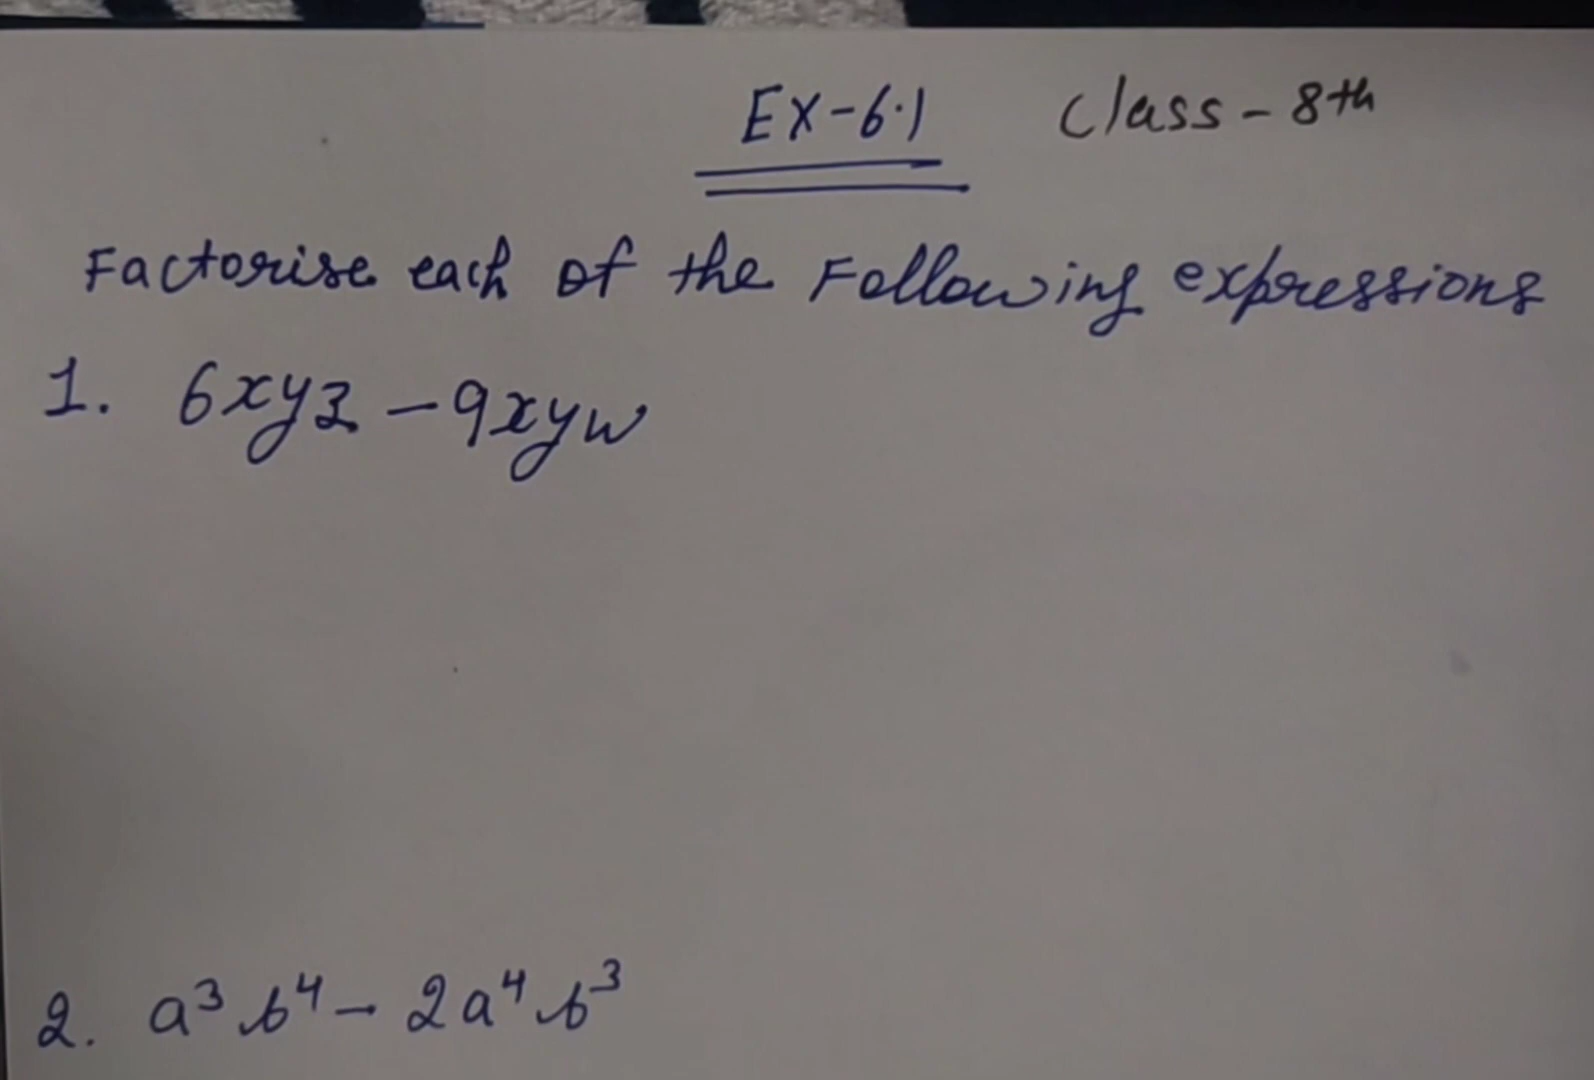 Ex-6.1 Class-8th
Factorise each of the Following expressions
1. 6xyz - 9xyw
2. a³b⁴ - 2a⁴b³